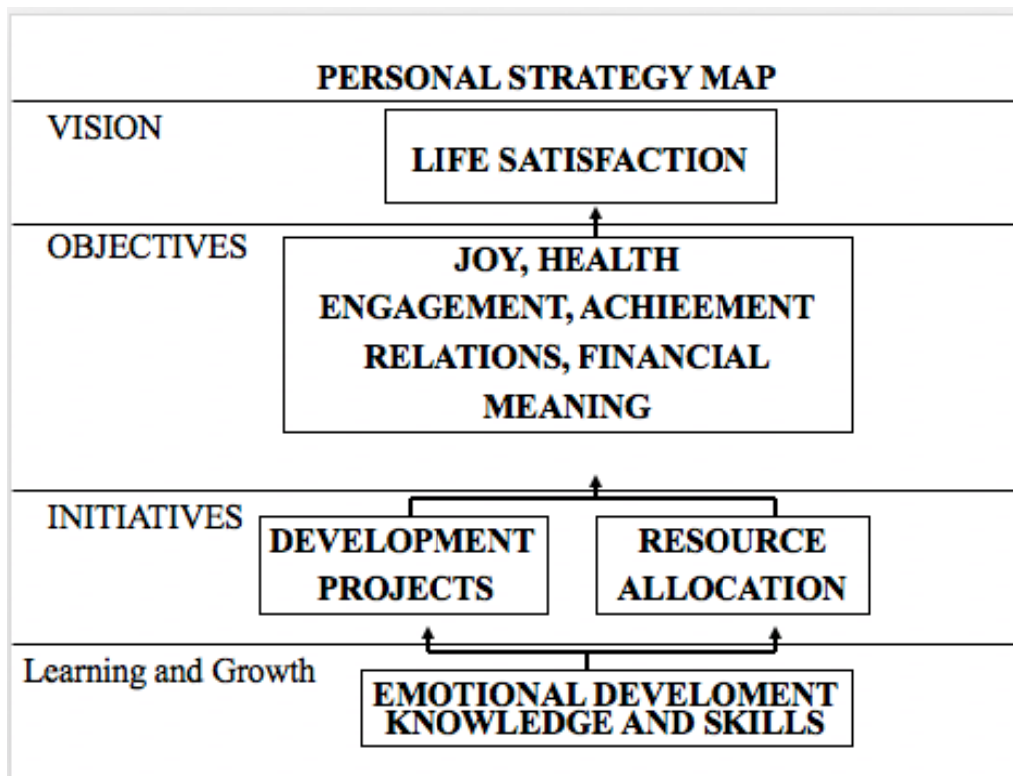 PERSONAL STRATEGY MAP
VISION
LIFE SATISFACTION
OBJECTIVES
JOY, HEALTH
ENGAGEMENT, ACHIEEMENT
RELATIONS, FINANCIAL
MEANING
INITIATIVES
DEVELOPMENT
PROJECTS
RESOURCE
ALLOCATION
Learning and Growth
EMOTIONAL DEVELOMENT
KNOWLEDGE AND SKILLS